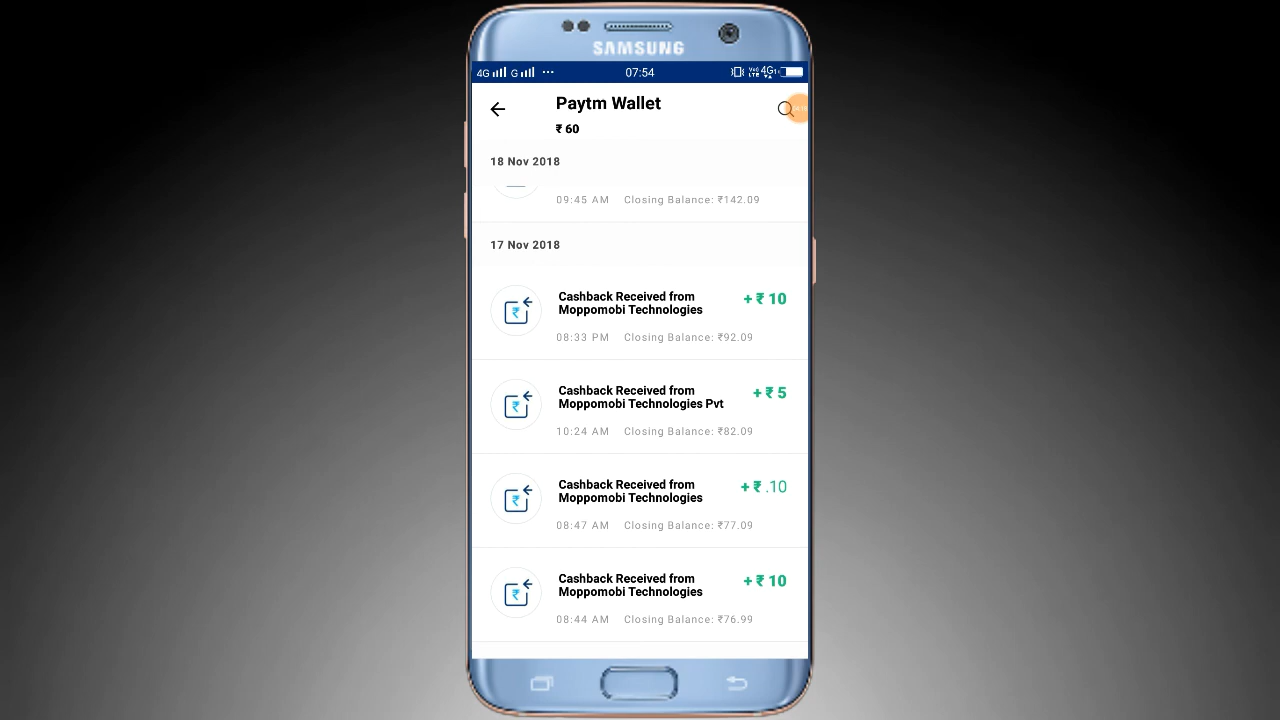 SAMSUNG
4G G ... 07:54 4G
Paytm Wallet
₹ 60
18 Nov 2018
09:45 AM Closing Balance: ₹142.09
17 Nov 2018
Cashback Received from
Moppomobi Technologies
+ ₹ 10
08:33 PM Closing Balance: ₹92.09
Cashback Received from
Moppomobi Technologies Pvt
+ ₹ 5
10:24 AM Closing Balance: ₹82.09
Cashback Received from
Moppomobi Technologies
+ ₹ .10
08:47 AM Closing Balance: ₹77.09
Cashback Received from
Moppomobi Technologies
+ ₹ 10
08:44 AM Closing Balance: ₹76.99